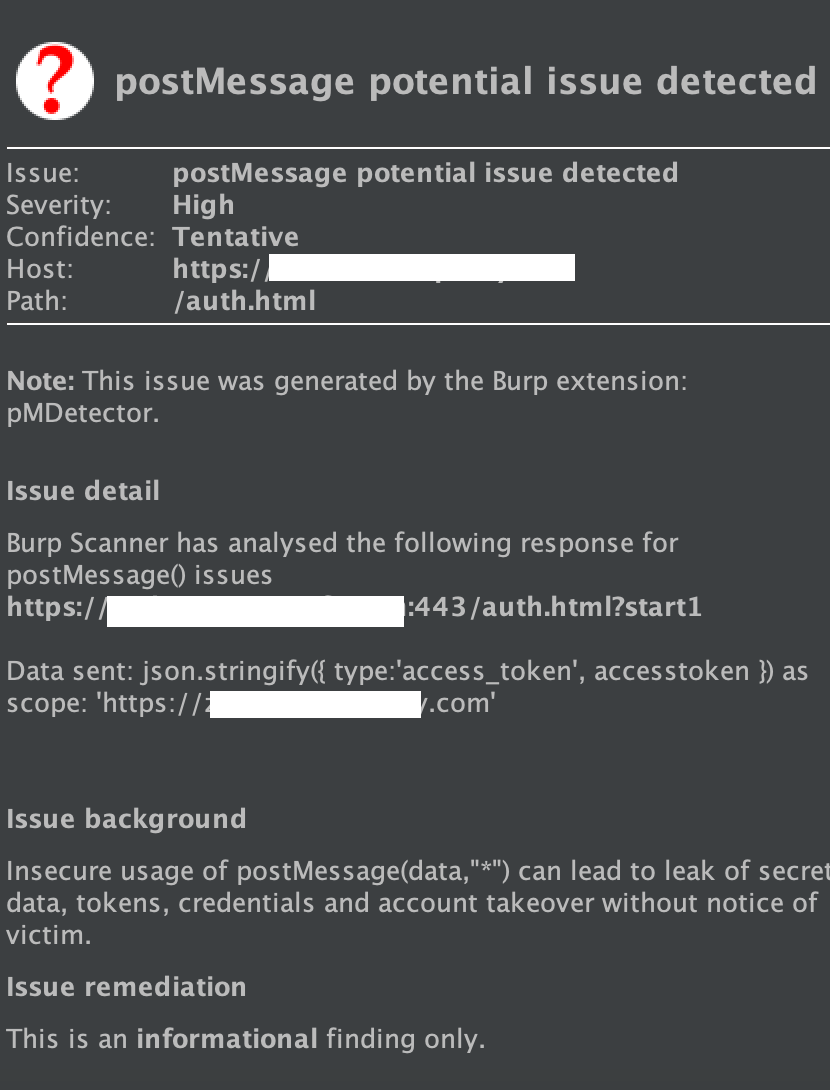 ?
postMessage potential issue detected
Issue: postMessage potential issue detected
Severity: High
Confidence: Tentative
Host: https://
Path: /auth.html
Note: This issue was generated by the Burp extension:
pMDetector.
Issue detail
Burp Scanner has analysed the following response for
postMessage() issues
https:// :443/auth.html?start1
Data sent: json.stringify({ type:'access_token', accesstoken }) as
scope: 'https://z y.com'
Issue background
Insecure usage of postMessage(data,"*") can lead to leak of secret
data, tokens, credentials and account takeover without notice of
victim.
Issue remediation
This is an informational finding only.